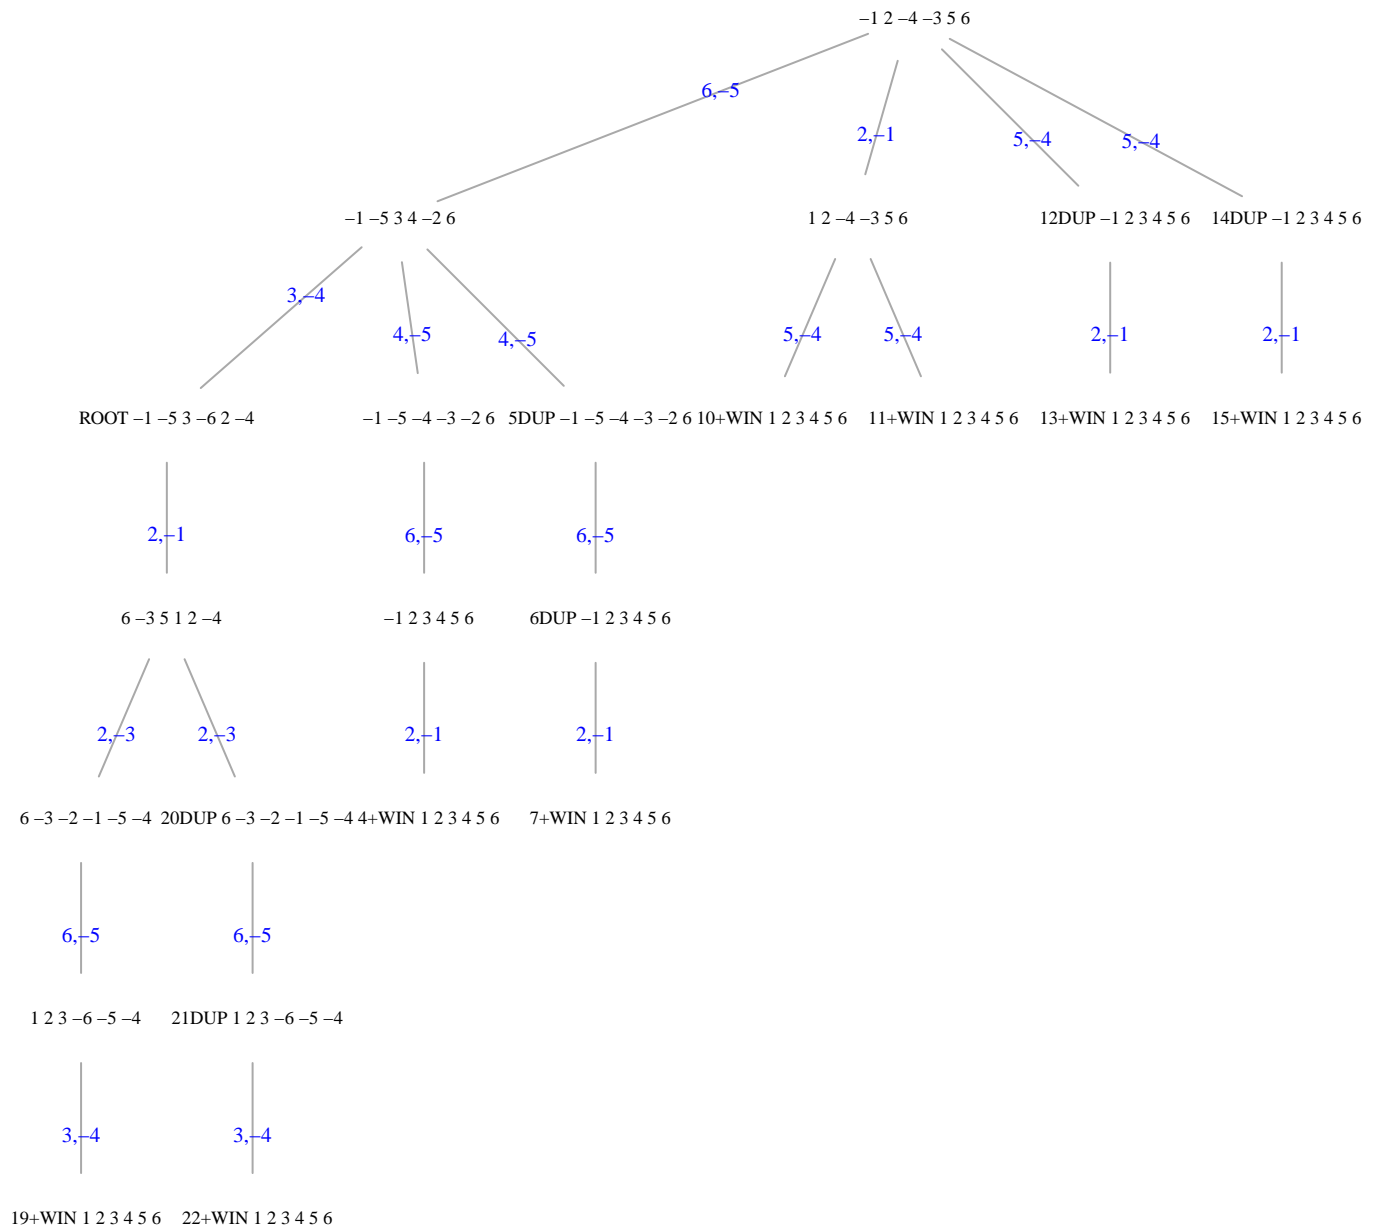 –1 2 –4 –3 5 6
6,–5
2,–1
5,–4
5,–4
–1 –5 3 4 –2 6
1 2 –4 –3 5 6
12DUP –1 2 3 4 5 6
14DUP –1 2 3 4 5 6
3,–4
4,–5
4,–5
5,–4
5,–4
2,–1
2,–1
ROOT –1 –5 3 –6 2 –4
–1 –5 –4 –3 –2 6
5DUP –1 –5 –4 –3 –2 6
10+WIN 1 2 3 4 5 6
11+WIN 1 2 3 4 5 6
13+WIN 1 2 3 4 5 6
15+WIN 1 2 3 4 5 6
2,–1
6,–5
6,–5
6 –3 5 1 2 –4
–1 2 3 4 5 6
6DUP –1 2 3 4 5 6
2,–3
2,–3
2,–1
2,–1
6 –3 –2 –1 –5 –4
20DUP 6 –3 –2 –1 –5 –4
4+WIN 1 2 3 4 5 6
7+WIN 1 2 3 4 5 6
6,–5
6,–5
1 2 3 –6 –5 –4
21DUP 1 2 3 –6 –5 –4
3,–4
3,–4
19+WIN 1 2 3 4 5 6
22+WIN 1 2 3 4 5 6